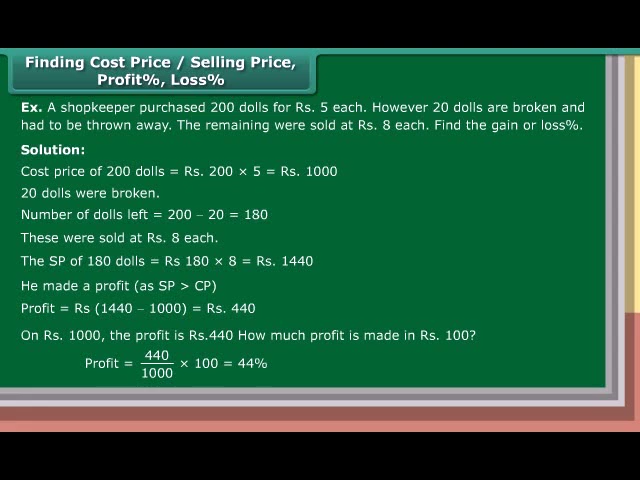 Finding Cost Price / Selling Price,
Profit%, Loss%
Ex. A shopkeeper purchased 200 dolls for Rs. 5 each. However 20 dolls are broken and
had to be thrown away. The remaining were sold at Rs. 8 each. Find the gain or loss%.
Solution:
Cost price of 200 dolls = Rs. 200 × 5 = Rs. 1000
20 dolls were broken.
Number of dolls left = 200 – 20 = 180
These were sold at Rs. 8 each.
The SP of 180 dolls = Rs 180 × 8 = Rs. 1440
He made a profit (as SP > CP)
Profit = Rs (1440 – 1000) = Rs. 440
On Rs. 1000, the profit is Rs.440 How much profit is made in Rs. 100?
Profit = 440/1000 × 100 = 44%